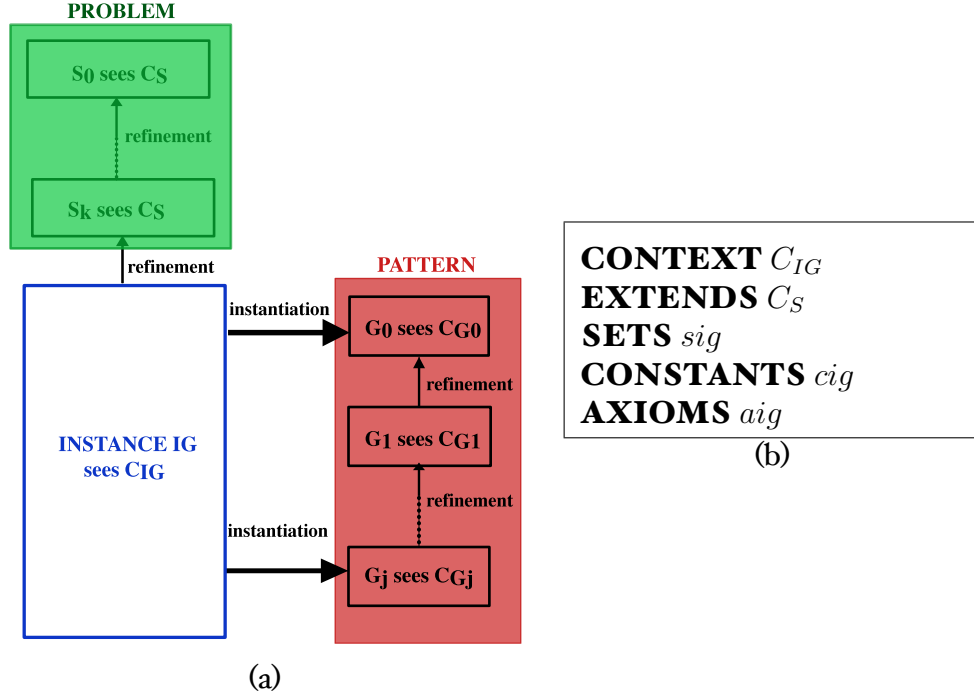 PROBLEM
S0 sees CS
refinement
Sk sees CS
refinement
PATTERN
instantiation
G0 sees CG0
refinement
G1 sees CG1
INSTANCE IG
sees CIG
refinement
instantiation
Gj sees CGj
(a)
CONTEXT CIG
EXTENDS CS
SETS sig
CONSTANTS cig
AXIOMS aig
(b)